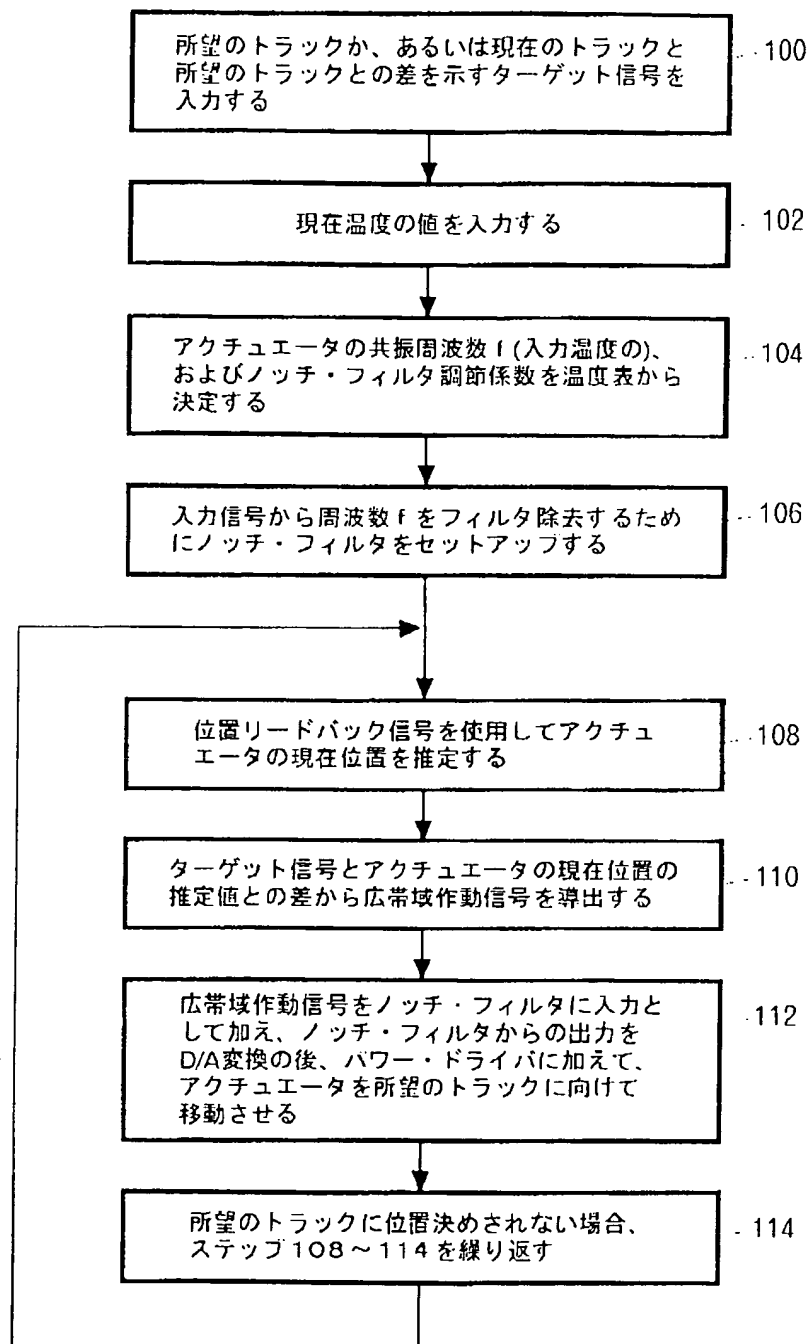 所望のトラックか、あるいは現在のトラックと
所望のトラックとの差を示すターゲット信号を
入力する
100
現在温度の値を入力する
102
アクチュエータの共振周波数f(入力温度の)、
およびノッチ・フィルタ調節係数を温度表から
決定する
104
入力信号から周波数fをフィルタ除去するため
にノッチ・フィルタをセットアップする
106
位置リードバック信号を使用してアクチュ
エータの現在位置を推定する
108
ターゲット信号とアクチュエータの現在位置の
推定値との差から広帯域作動信号を導出する
110
広帯域作動信号をノッチ・フィルタに入力と
して加え、ノッチ・フィルタからの出力を
D/A変換の後、パワー・ドライバに加えて、
アクチュエータを所望のトラックに向けて
移動させる
112
所望のトラックに位置決めされない場合、
ステップ108～114を繰り返す
114